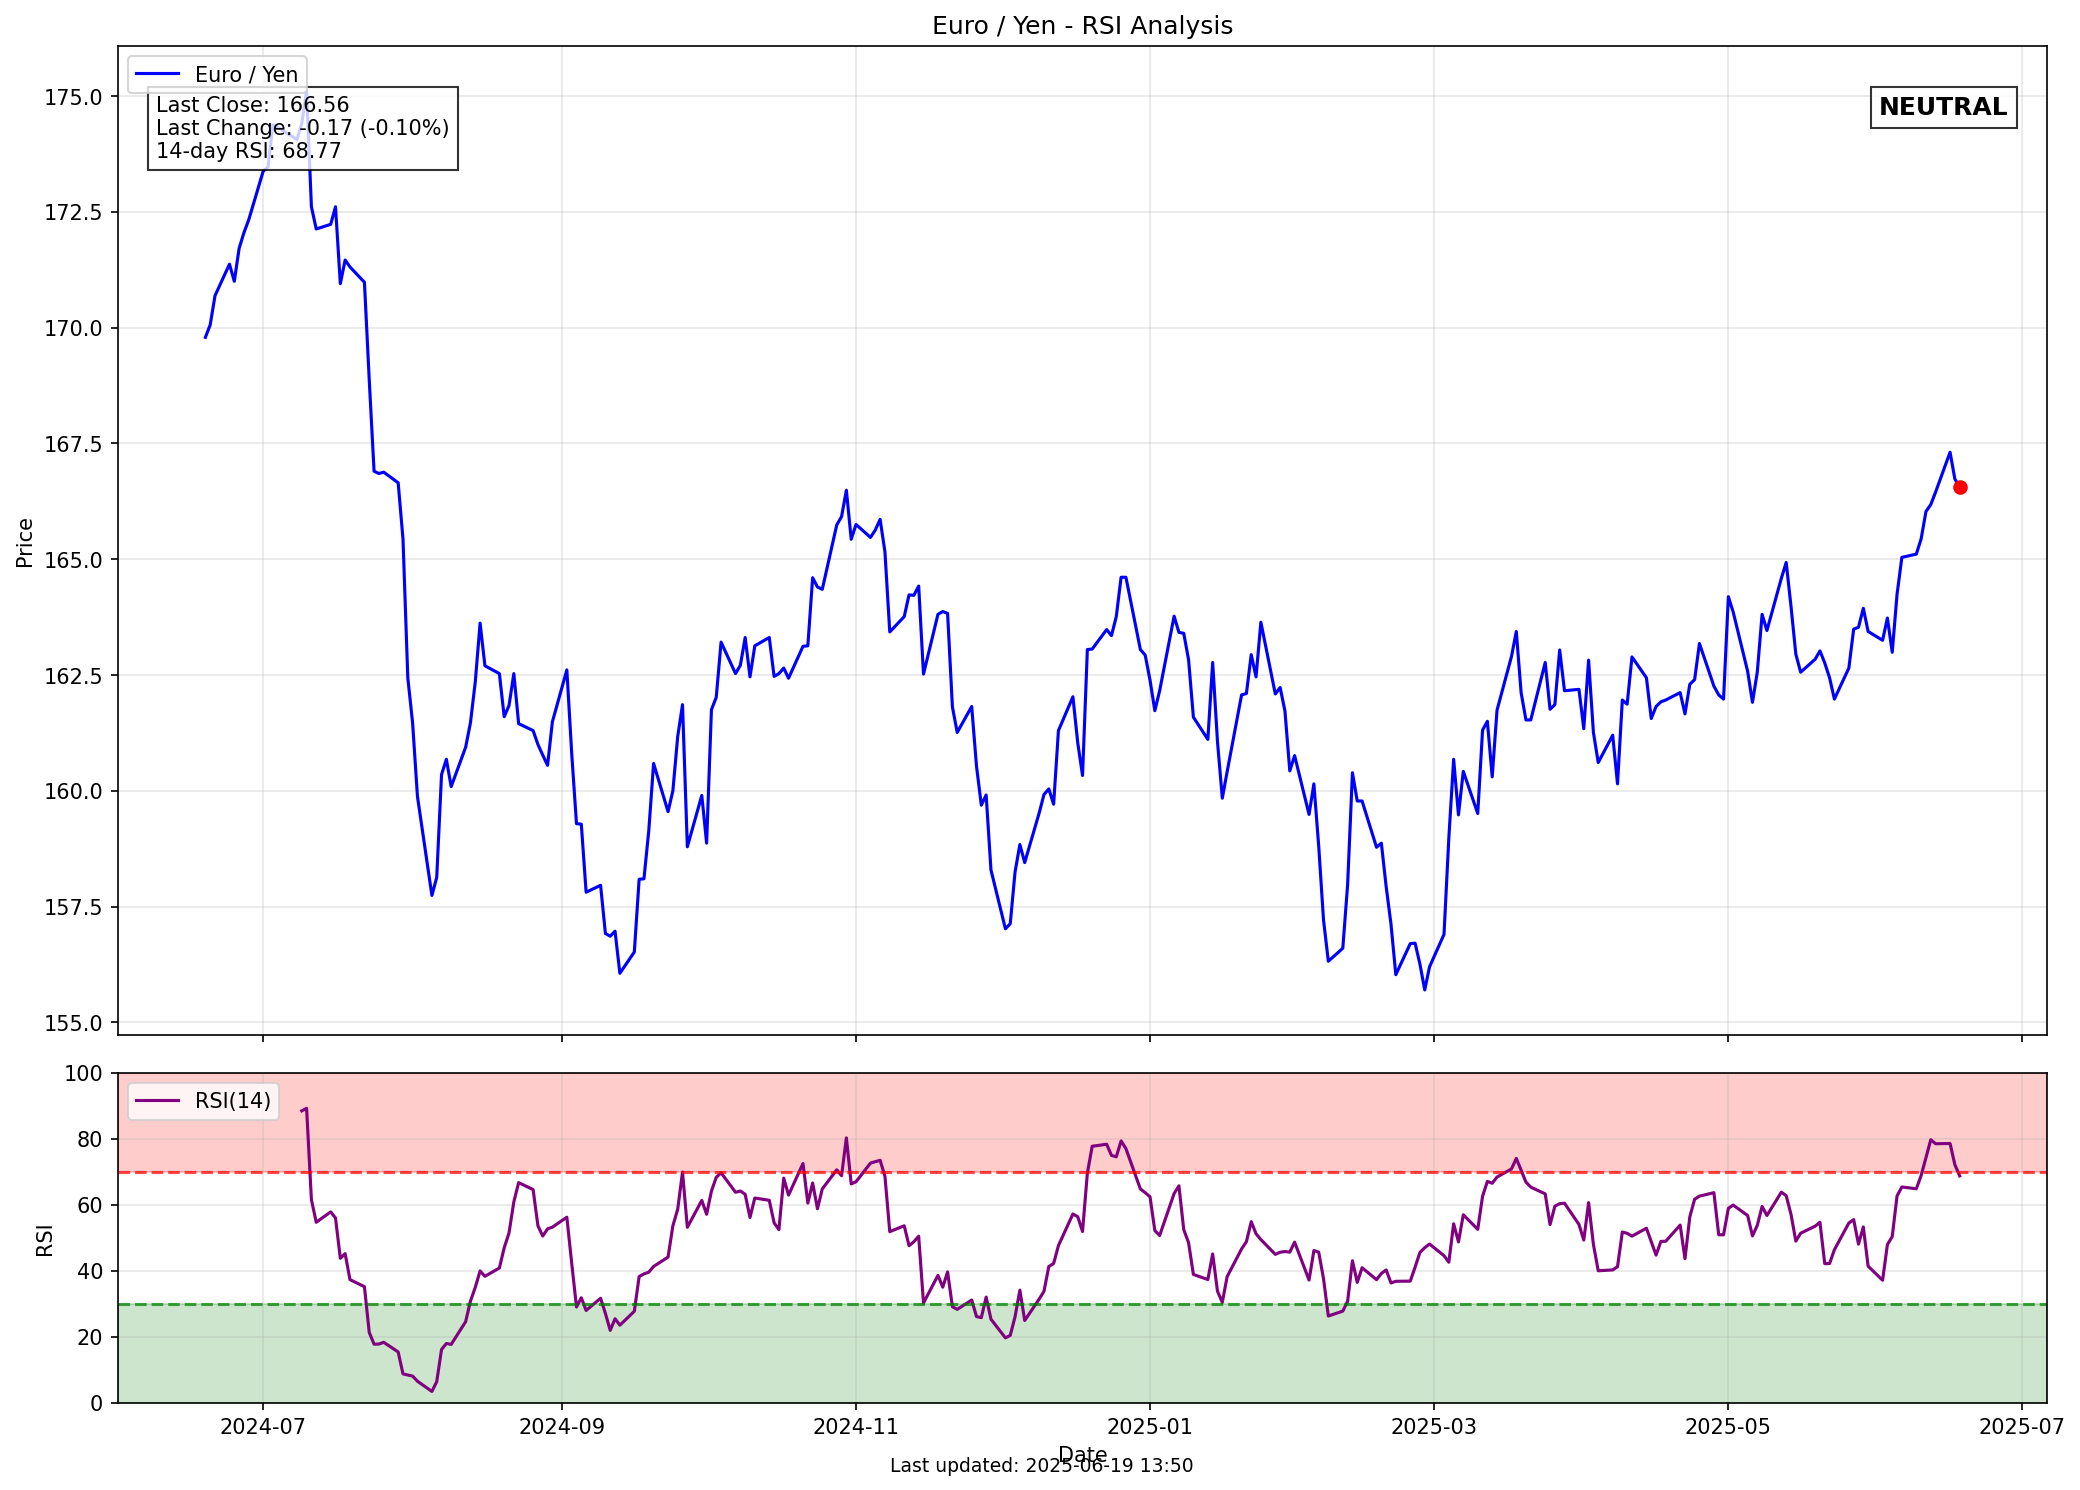 Euro / Yen - RSI Analysis
Euro / Yen
Last Close: 166.56
Last Change: -0.17 (-0.10%)
14-day RSI: 68.77
NEUTRAL
Price
175.0
172.5
170.0
167.5
165.0
162.5
160.0
157.5
155.0
RSI(14)
RSI
100
80
60
40
20
0
2024-07 2024-09 2024-11 2025-01 2025-03 2025-05 2025-07
Date
Last updated: 2025-06-19 13:50